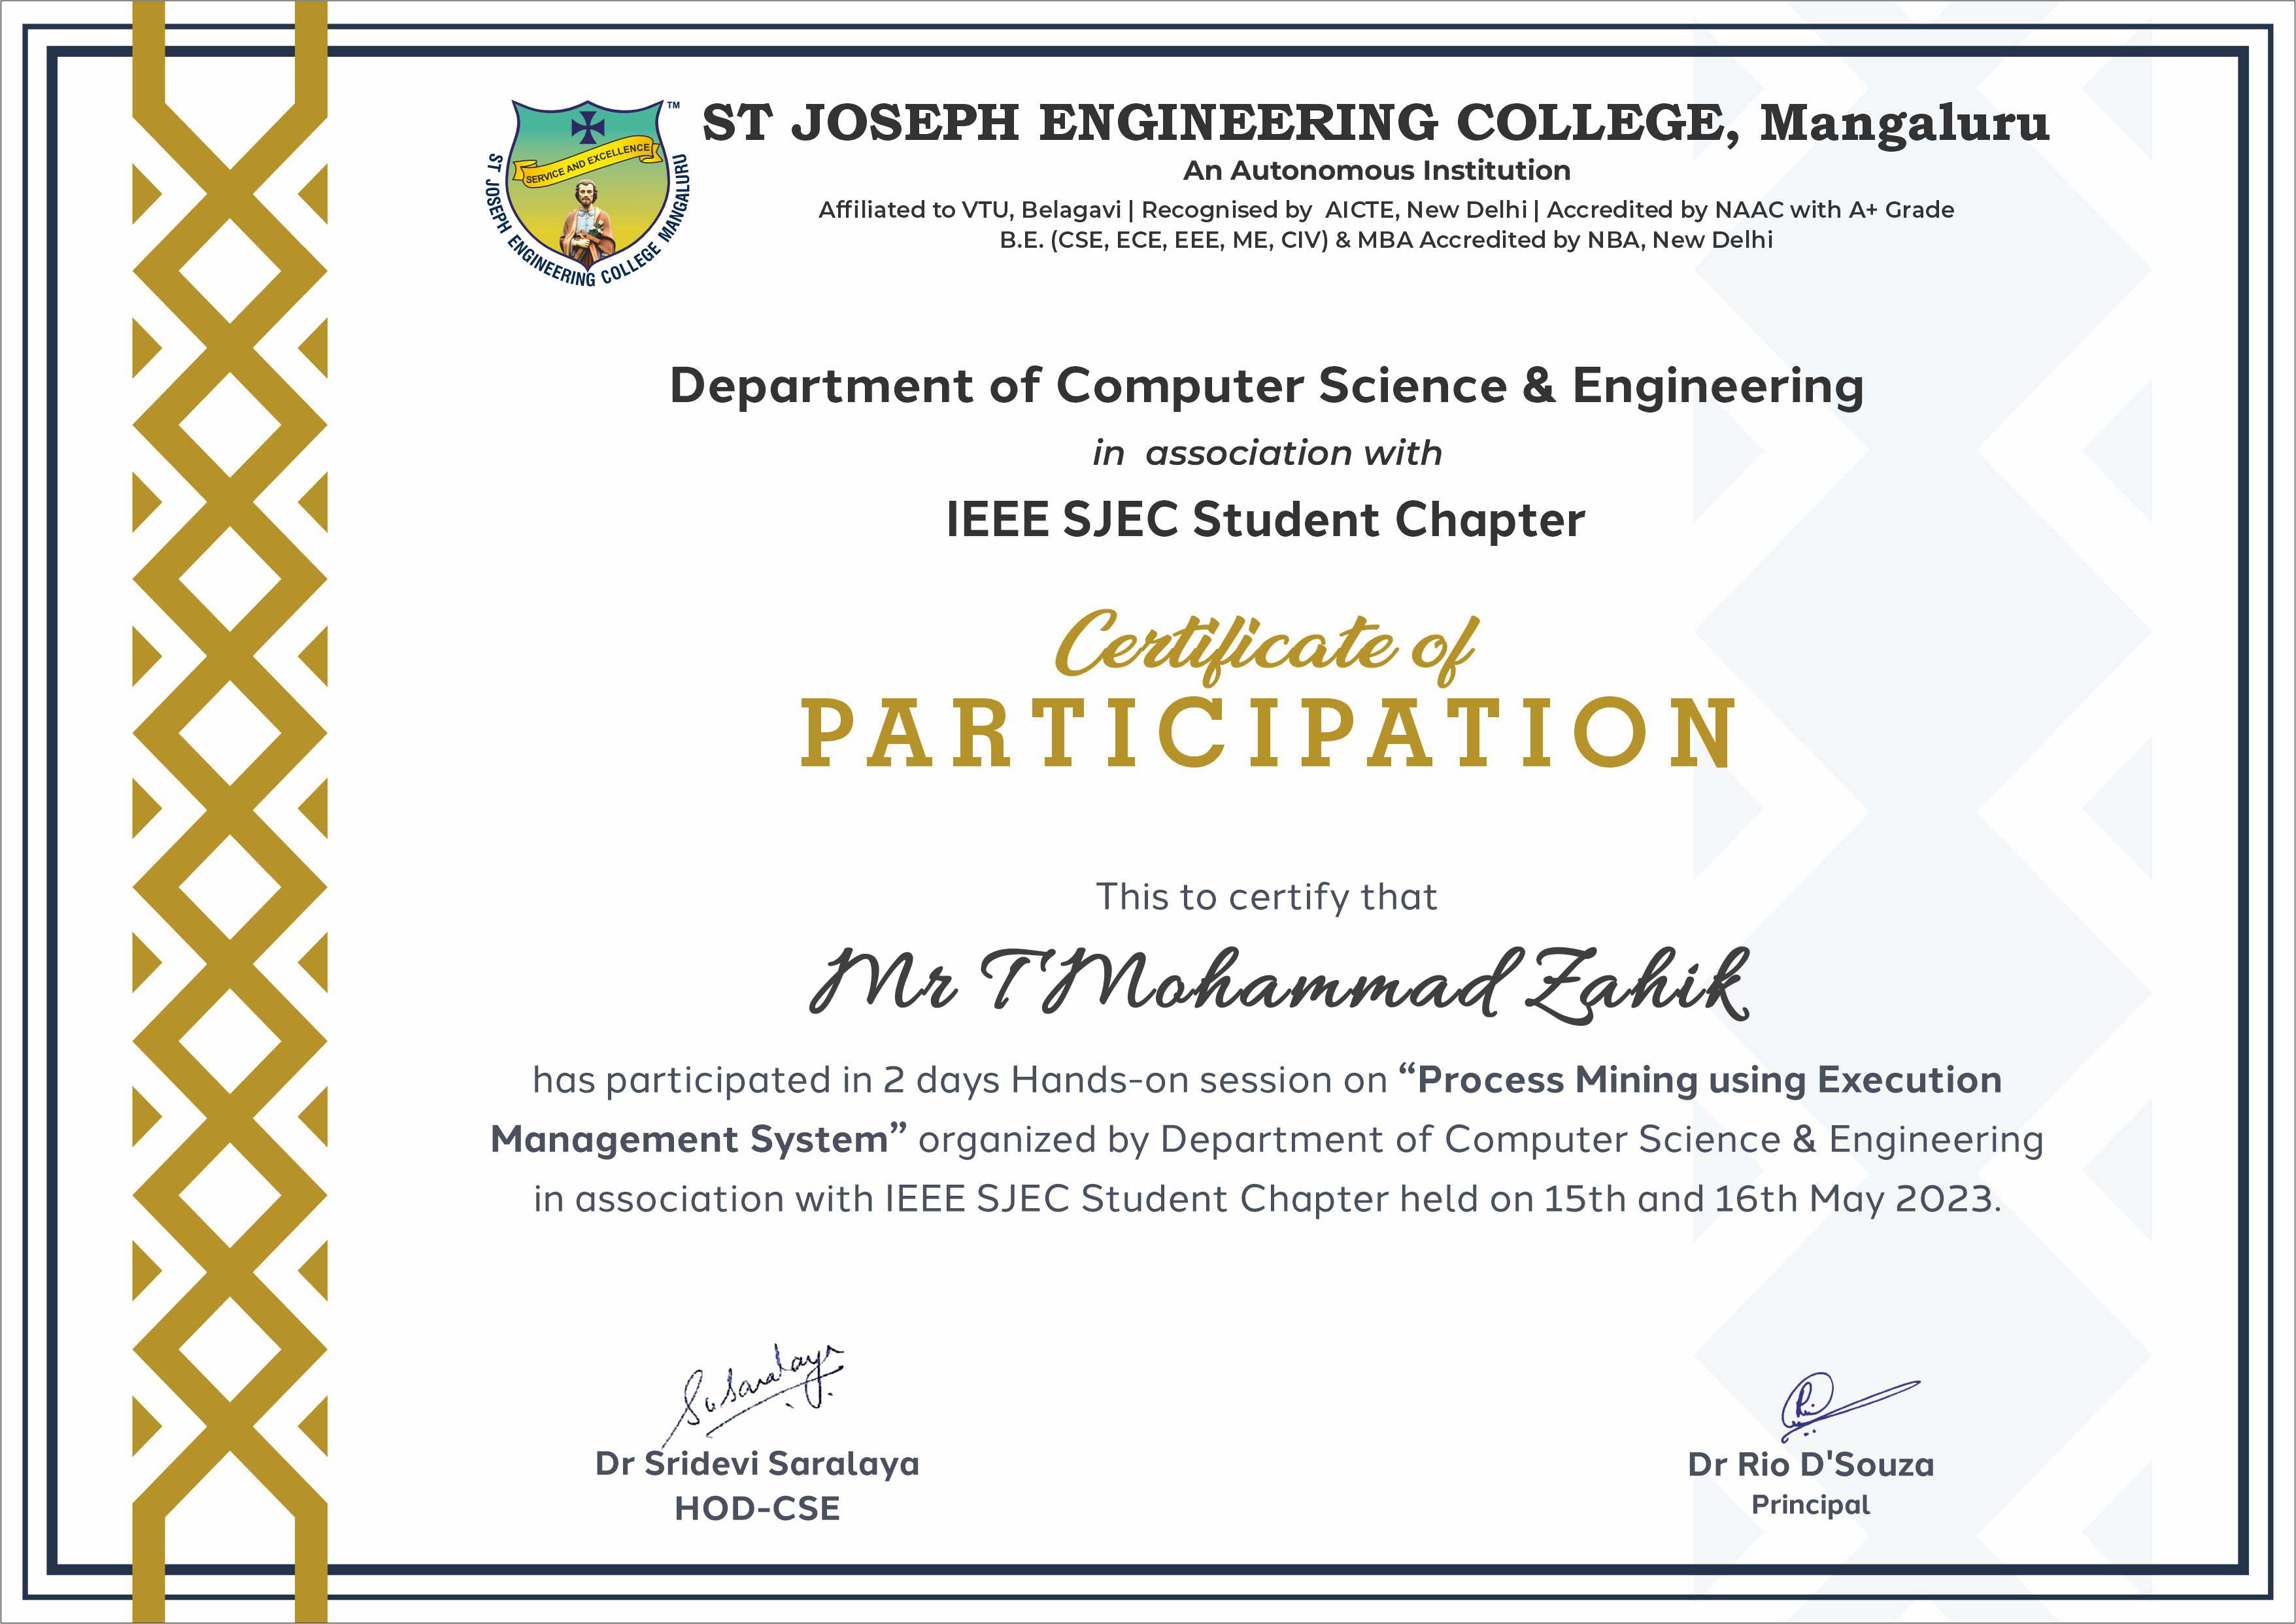 ST JOSEPH ENGINEERING COLLEGE, Mangaluru
An Autonomous Institution
Affiliated to VTU, Belagavi | Recognised by AICTE, New Delhi | Accredited by NAAC with A+ Grade
B.E. (CSE, ECE, EEE, ME, CIV) & MBA Accredited by NBA, New Delhi
TM
SERVICE AND EXCELLENCE
ST JOSEPH ENGINEERING COLLEGE MANGALURU
Department of Computer Science & Engineering
in association with
IEEE SJEC Student Chapter
Certificate of
PARTICIPATION
This to certify that
Mr T Mohammad Zahik
has participated in 2 days Hands-on session on “Process Mining using Execution
Management System” organized by Department of Computer Science & Engineering
in association with IEEE SJEC Student Chapter held on 15th and 16th May 2023.
Dr Sridevi Saralaya
HOD-CSE
Dr Rio D'Souza
Principal